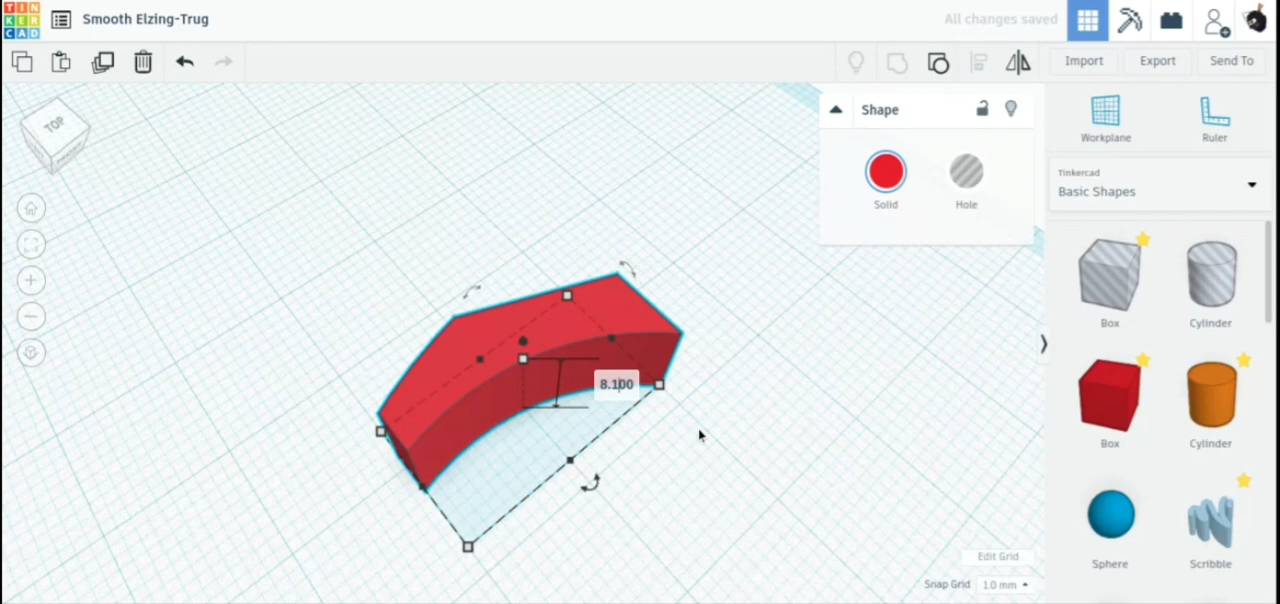 TIN
KER
CAD
Smooth Elzing-Trug
All changes saved
Import
Export
Send To
TOP
Shape
Solid
Hole
Workplane
Ruler
Tinkercad
Basic Shapes
Box
Cylinder
Box
Cylinder
Sphere
Scribble
8.100
Edit Grid
Snap Grid 1.0 mm